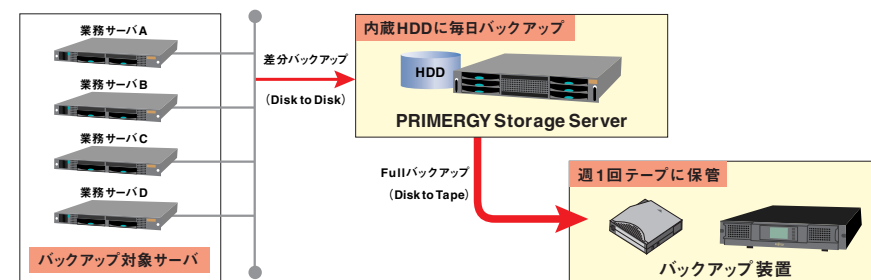 業務サーバA
業務サーバB
業務サーバC
業務サーバD
バックアップ対象サーバ
差分バックアップ
(Disk to Disk)
内蔵HDDに毎日バックアップ
HDD
PRIMERGY Storage Server
Fullバックアップ
(Disk to Tape)
週1回テープに保管
バックアップ装置